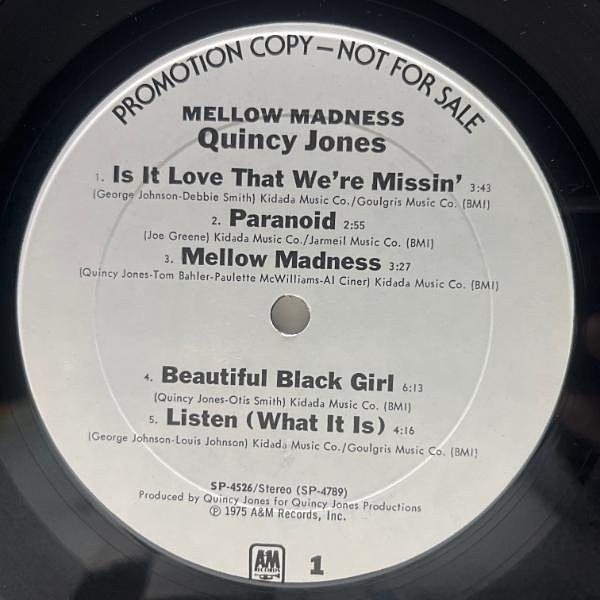 PROMOTION COPY—NOT FOR SALE
MELLOW MADNESS
Quincy Jones
1. Is It Love That We're Missin' 3:43
(George Johnson-Debbie Smith) Kidada Music Co./Goulgris Music Co. (BMI)
2. Paranoid 2:55
(Joe Greene) Kidada Music Co./Jarmeil Music Co. (BMI)
3. Mellow Madness 3:27
(Quincy Jones-Tom Bahler-Paulette McWilliams-Al Ciner) Kidada Music Co. (BMI)
4. Beautiful Black Girl 6:13
(Quincy Jones-Otis Smith) Kidada Music Co. (BMI)
5. Listen (What It Is) 4:16
(George Johnson-Louis Johnson) Kidada Music Co./Goulgris Music Co. (BMI)
SP-4526/Stereo (SP-4789)
Produced by Quincy Jones for Quincy Jones Productions
℗ 1975 A&M Records, Inc.
A&M
RECORDS
1